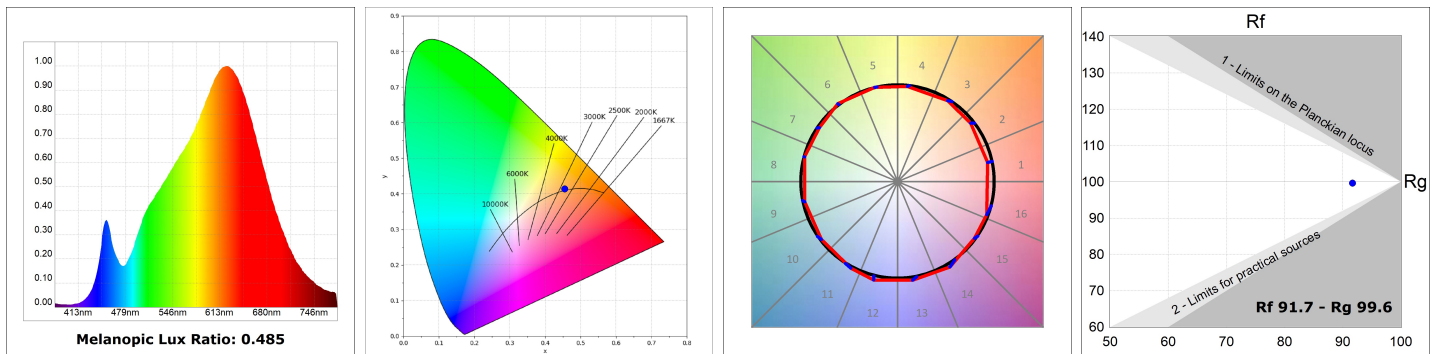 1.00
0.90
0.80
0.70
0.60
0.50
0.40
0.30
0.20
0.10
0.00
413nm 479nm 546nm 613nm 680nm 746nm
Melanopic Lux Ratio: 0.485
0.9
0.8
0.7
0.6
0.5
0.4
0.3
0.2
0.1
0.0
y
2500K
2000K
3000K
1667K
4000K
6000K
10000K
0.0 0.1 0.2 0.3 0.4 0.5 0.6 0.7 0.8
x
5
4
6
3
7
2
8
1
9
16
10
15
11
14
12
13
Rf
140
130
120
110
100
90
80
70
60
1 - Limits on the Planckian locus
Rg
2 - Limits for practical sources
Rf 91.7 - Rg 99.6
50 60 70 80 90 100